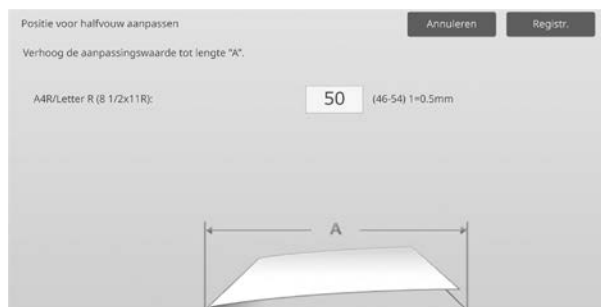 Positie voor halfvouw aanpassen
Annuleren
Registr.
Verhoog de aanpassingswaarde tot lengte "A".
A4R/Letter R (8 1/2x11R):
50
(46-54) 1=0.5mm
A